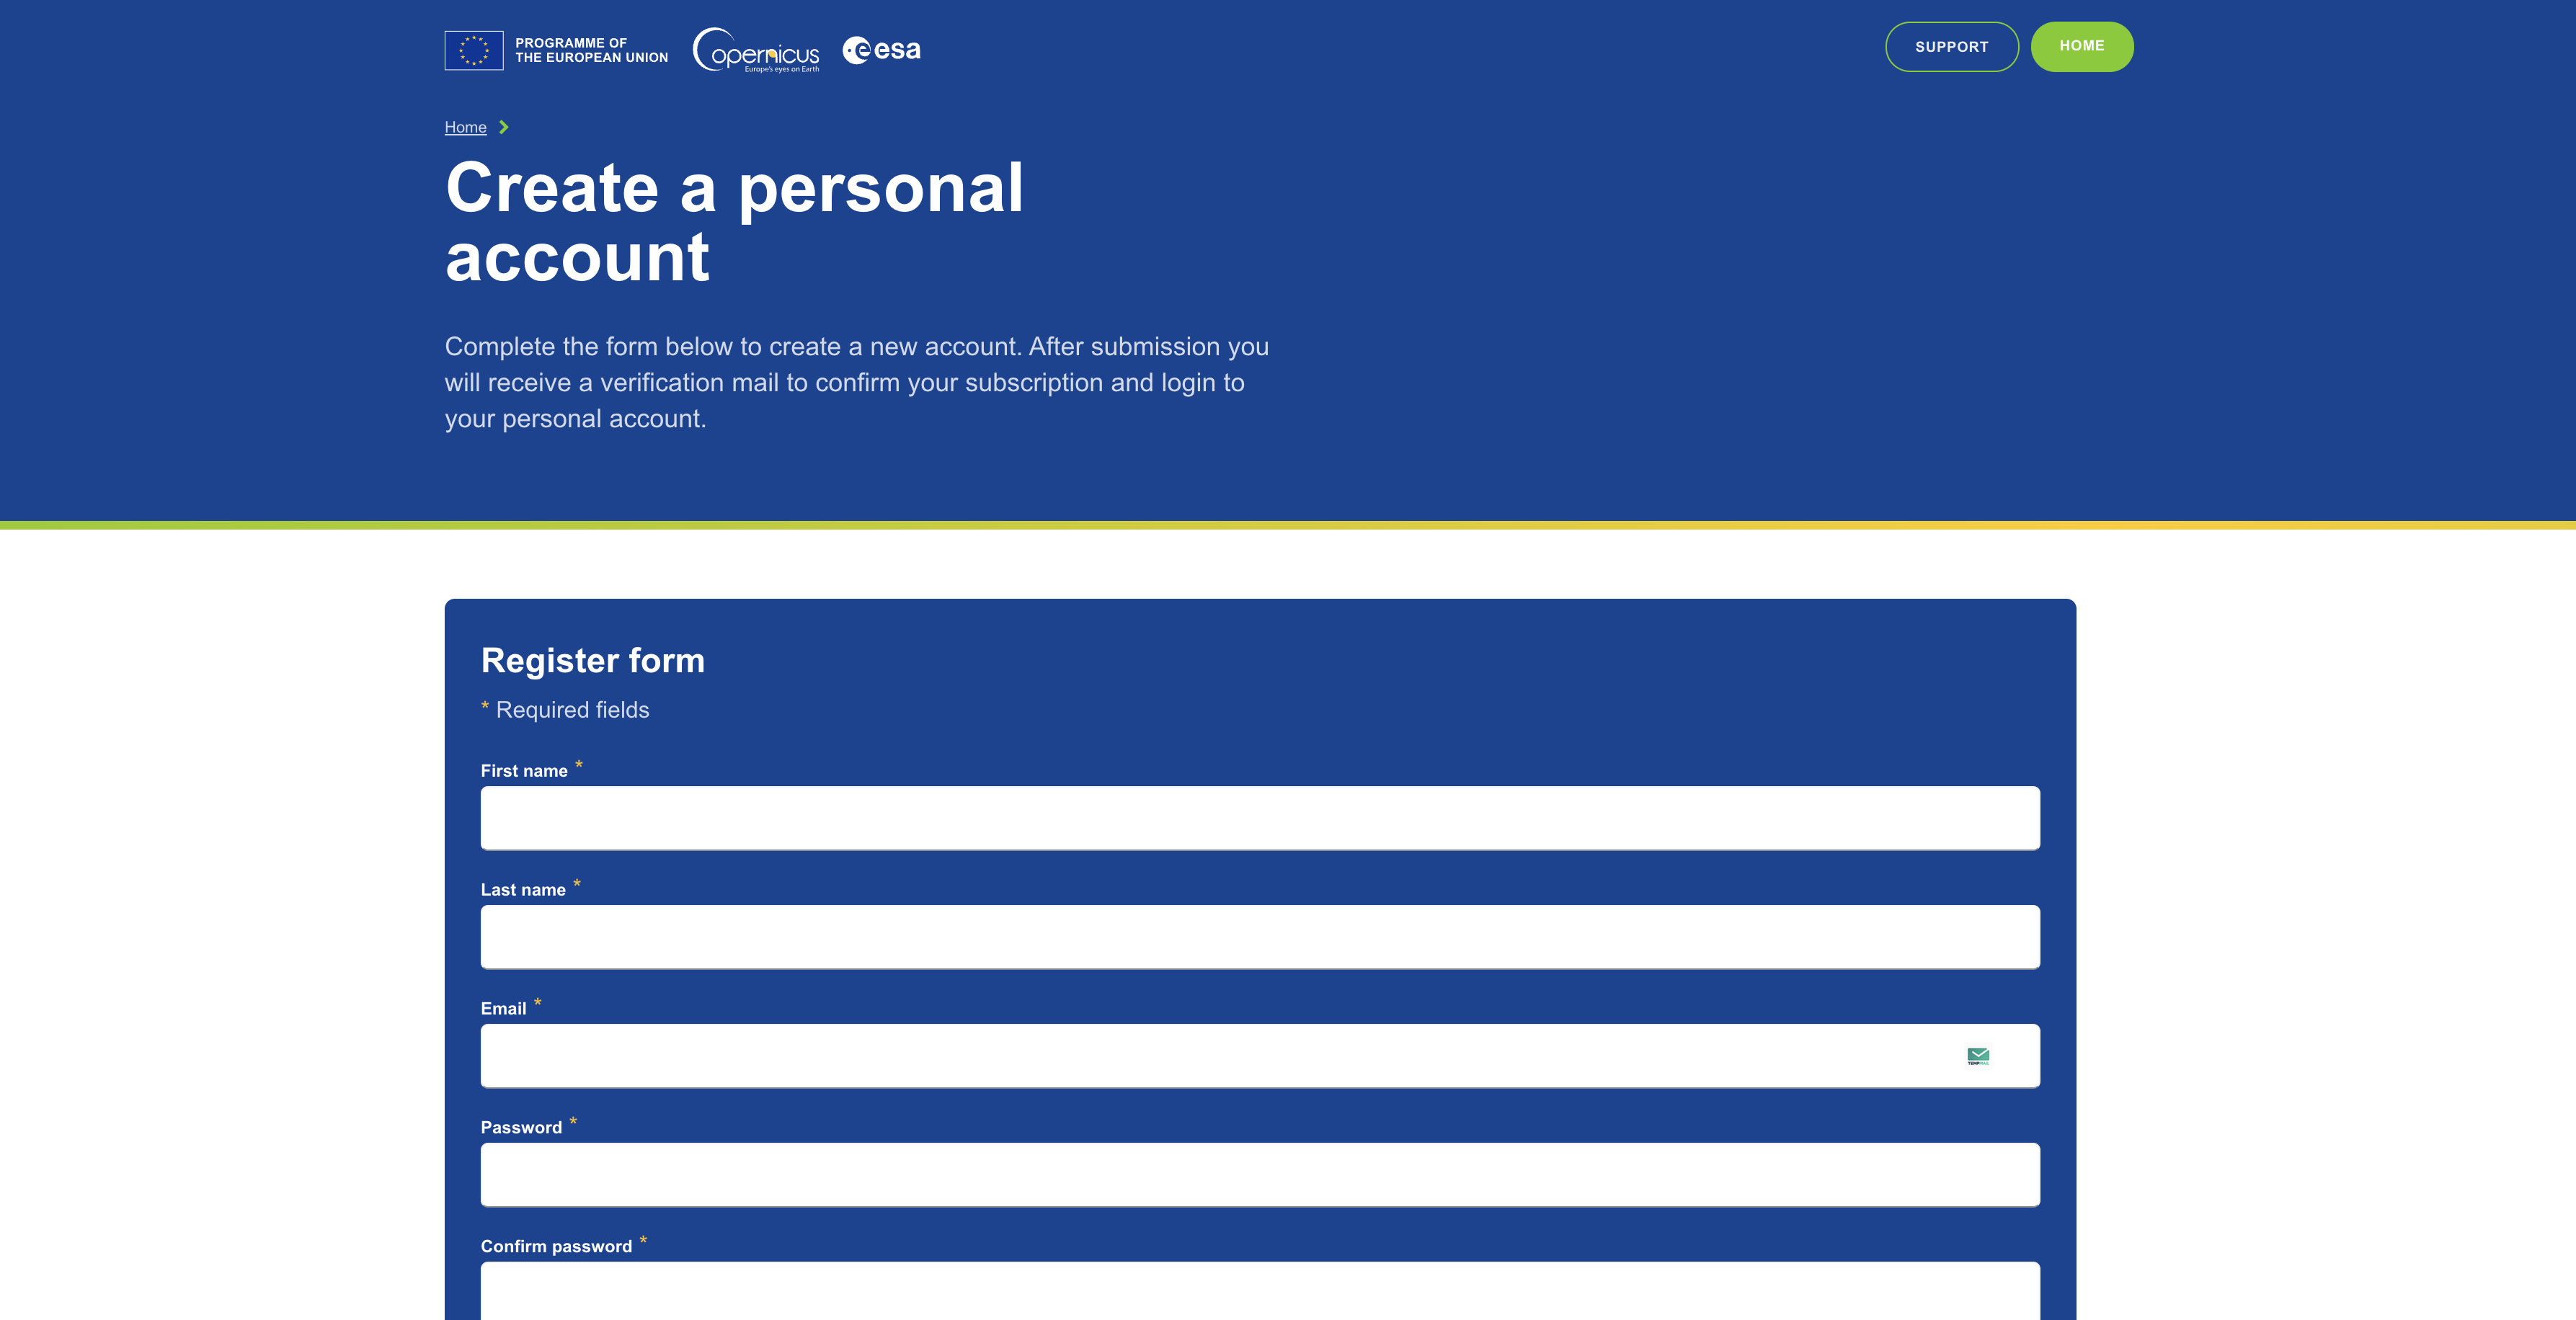 PROGRAMME OF
THE EUROPEAN UNION
Copernicus
Europe's eyes on Earth
esa
SUPPORT
HOME
Home
Create a personal
account
Complete the form below to create a new account. After submission you
will receive a verification mail to confirm your subscription and login to
your personal account.
Register form
* Required fields
First name *
Last name *
Email *
TEMPMAIL
Password *
Confirm password *